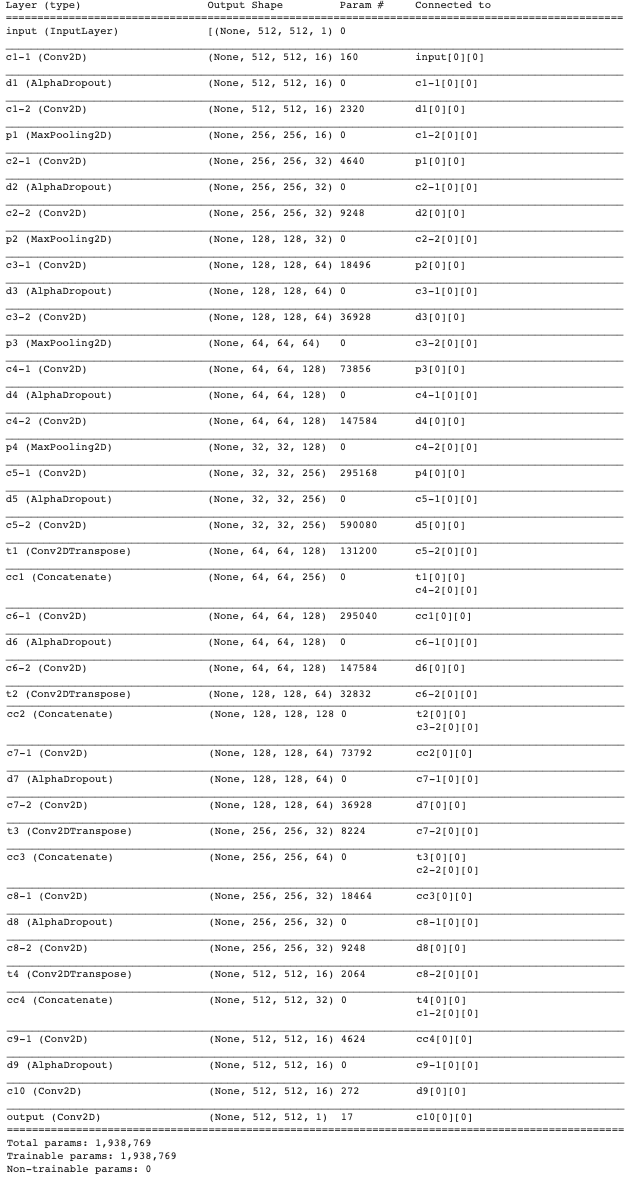 Layer (type) Output Shape Param # Connected to
==================================================================================================
input (InputLayer) [(None, 512, 512, 1) 0
c1-1 (Conv2D) (None, 512, 512, 16) 160 input[0][0]
d1 (AlphaDropout) (None, 512, 512, 16) 0 c1-1[0][0]
c1-2 (Conv2D) (None, 512, 512, 16) 2320 d1[0][0]
p1 (MaxPooling2D) (None, 256, 256, 16) 0 c1-2[0][0]
c2-1 (Conv2D) (None, 256, 256, 32) 4640 p1[0][0]
d2 (AlphaDropout) (None, 256, 256, 32) 0 c2-1[0][0]
c2-2 (Conv2D) (None, 256, 256, 32) 9248 d2[0][0]
p2 (MaxPooling2D) (None, 128, 128, 32) 0 c2-2[0][0]
c3-1 (Conv2D) (None, 128, 128, 64) 18496 p2[0][0]
d3 (AlphaDropout) (None, 128, 128, 64) 0 c3-1[0][0]
c3-2 (Conv2D) (None, 128, 128, 64) 36928 d3[0][0]
p3 (MaxPooling2D) (None, 64, 64, 64) 0 c3-2[0][0]
c4-1 (Conv2D) (None, 64, 64, 128) 73856 p3[0][0]
d4 (AlphaDropout) (None, 64, 64, 128) 0 c4-1[0][0]
c4-2 (Conv2D) (None, 64, 64, 128) 147584 d4[0][0]
p4 (MaxPooling2D) (None, 32, 32, 128) 0 c4-2[0][0]
c5-1 (Conv2D) (None, 32, 32, 256) 295168 p4[0][0]
d5 (AlphaDropout) (None, 32, 32, 256) 0 c5-1[0][0]
c5-2 (Conv2D) (None, 32, 32, 256) 590080 d5[0][0]
t1 (Conv2DTranspose) (None, 64, 64, 128) 131200 c5-2[0][0]
cc1 (Concatenate) (None, 64, 64, 256) 0 t1[0][0]
c4-2[0][0]
c6-1 (Conv2D) (None, 64, 64, 128) 295040 cc1[0][0]
d6 (AlphaDropout) (None, 64, 64, 128) 0 c6-1[0][0]
c6-2 (Conv2D) (None, 64, 64, 128) 147584 d6[0][0]
t2 (Conv2DTranspose) (None, 128, 128, 64) 32832 c6-2[0][0]
cc2 (Concatenate) (None, 128, 128, 128 0 t2[0][0]
c3-2[0][0]
c7-1 (Conv2D) (None, 128, 128, 64) 73792 cc2[0][0]
d7 (AlphaDropout) (None, 128, 128, 64) 0 c7-1[0][0]
c7-2 (Conv2D) (None, 128, 128, 64) 36928 d7[0][0]
t3 (Conv2DTranspose) (None, 256, 256, 32) 8224 c7-2[0][0]
cc3 (Concatenate) (None, 256, 256, 64) 0 t3[0][0]
c2-2[0][0]
c8-1 (Conv2D) (None, 256, 256, 32) 18464 cc3[0][0]
d8 (AlphaDropout) (None, 256, 256, 32) 0 c8-1[0][0]
c8-2 (Conv2D) (None, 256, 256, 32) 9248 d8[0][0]
t4 (Conv2DTranspose) (None, 512, 512, 16) 2064 c8-2[0][0]
cc4 (Concatenate) (None, 512, 512, 32) 0 t4[0][0]
c1-2[0][0]
c9-1 (Conv2D) (None, 512, 512, 16) 4624 cc4[0][0]
d9 (AlphaDropout) (None, 512, 512, 16) 0 c9-1[0][0]
c10 (Conv2D) (None, 512, 512, 16) 272 d9[0][0]
output (Conv2D) (None, 512, 512, 1) 17 c10[0][0]
==================================================================================================
Total params: 1,938,769
Trainable params: 1,938,769
Non-trainable params: 0